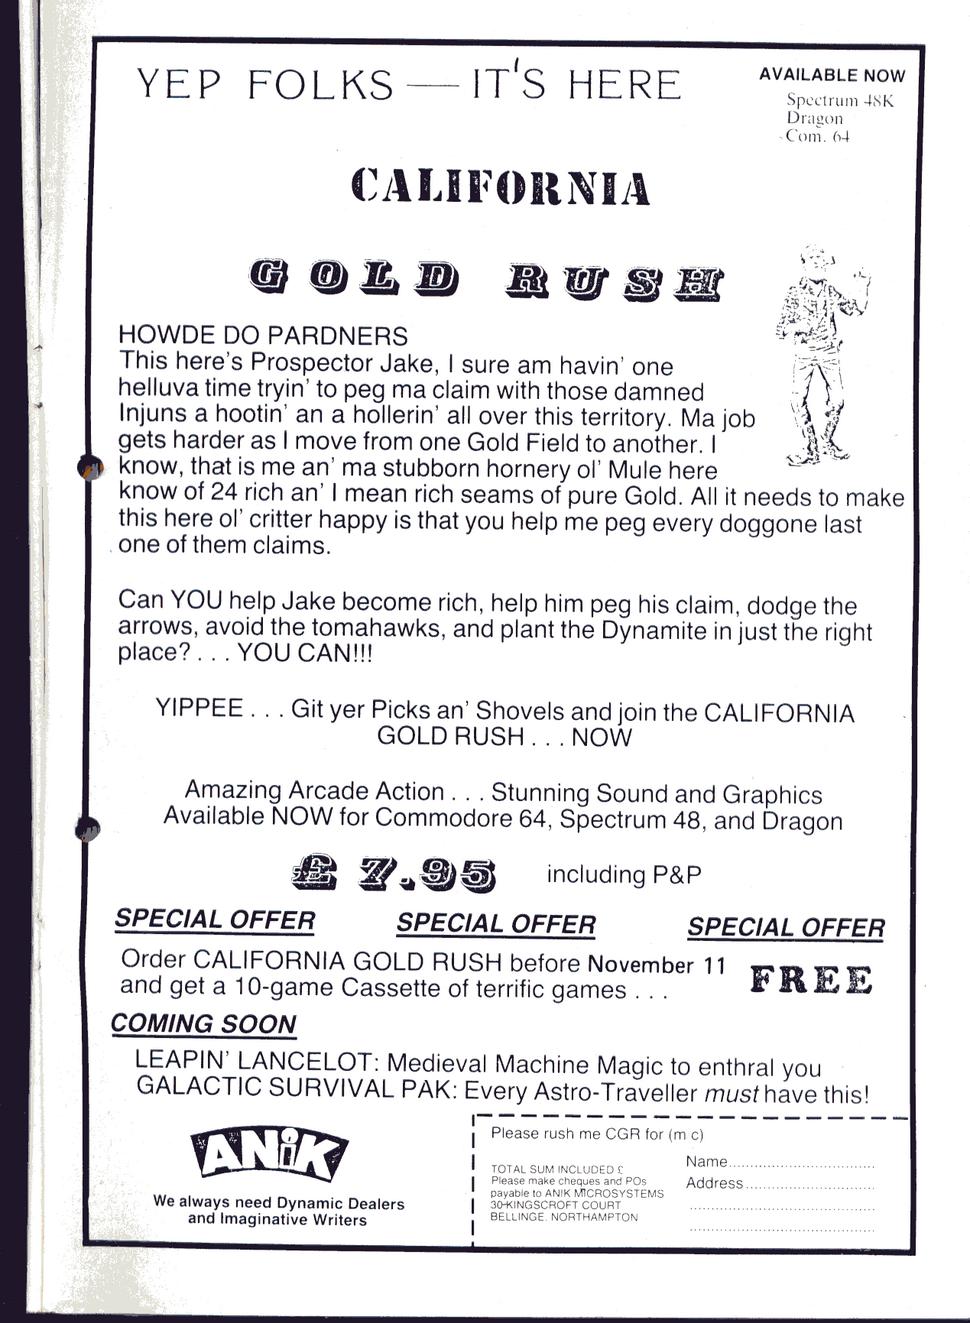 YEP FOLKS — IT'S HERE
AVAILABLE NOW
Spectrum 48K
Dragon
Com. 64
CALIFORNIA
GOLD RUSH
HOWDE DO PARDNERS
This here's Prospector Jake, I sure am havin' one
helluva time tryin' to peg ma claim with those damned
Injuns a hootin' an a hollerin' all over this territory. Ma job
gets harder as I move from one Gold Field to another. I
know, that is me an' ma stubborn hornery ol' Mule here
know of 24 rich an' I mean rich seams of pure Gold. All it needs to make
this here ol' critter happy is that you help me peg every doggone last
one of them claims.
Can YOU help Jake become rich, help him peg his claim, dodge the
arrows, avoid the tomahawks, and plant the Dynamite in just the right
place? . . . YOU CAN!!!
YIPPEE . . . Git yer Picks an' Shovels and join the CALIFORNIA
GOLD RUSH . . . NOW
Amazing Arcade Action . . . Stunning Sound and Graphics
Available NOW for Commodore 64, Spectrum 48, and Dragon
£ 7.95 including P&P
SPECIAL OFFER SPECIAL OFFER SPECIAL OFFER
Order CALIFORNIA GOLD RUSH before November 11
and get a 10-game Cassette of terrific games . . . FREE
COMING SOON
LEAPIN' LANCELOT: Medieval Machine Magic to enthral you
GALACTIC SURVIVAL PAK: Every Astro-Traveller must have this!
ANiK
We always need Dynamic Dealers
and Imaginative Writers
Please rush me CGR for (m c)
TOTAL SUM INCLUDED £
Please make cheques and POs
payable to ANIK MICROSYSTEMS
30 KINGSCROFT COURT
BELLINGE. NORTHAMPTON
Name
Address